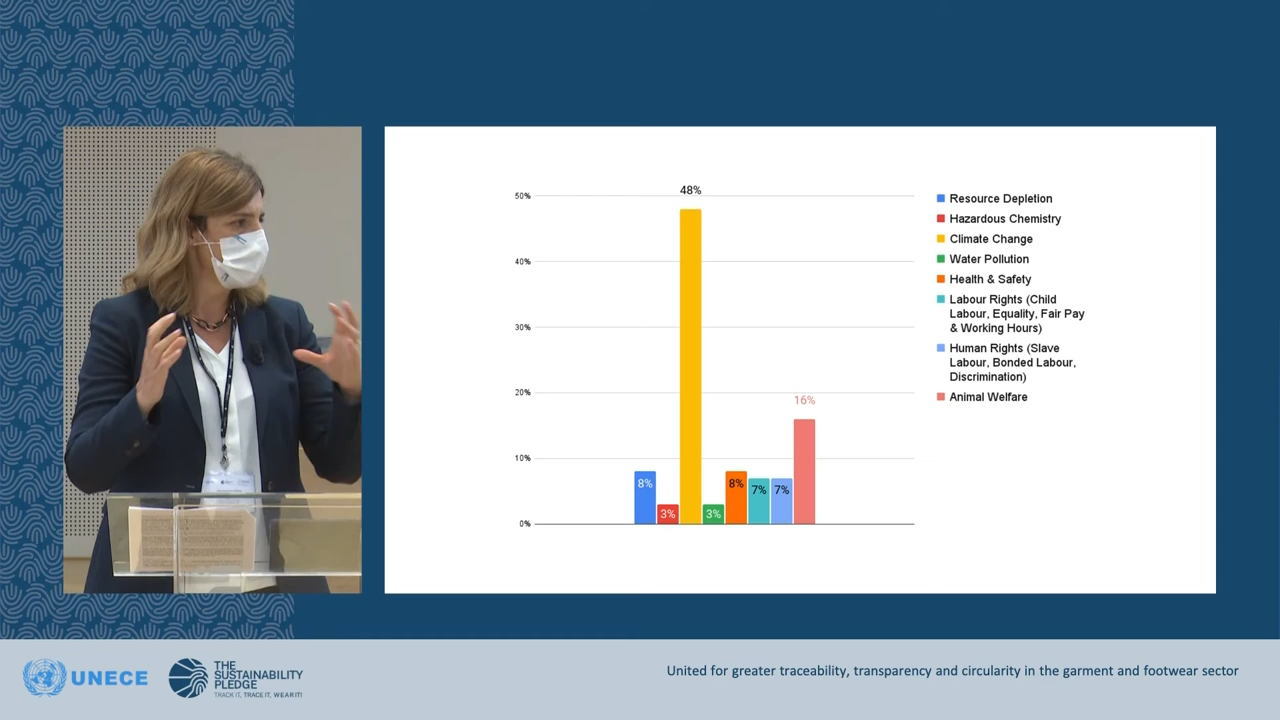 50%
40%
30%
20%
10%
0%
8%
3%
48%
3%
8%
7%
7%
16%
Resource Depletion
Hazardous Chemistry
Climate Change
Water Pollution
Health & Safety
Labour Rights (Child
Labour, Equality, Fair Pay
& Working Hours)
Human Rights (Slave
Labour, Bonded Labour,
Discrimination)
Animal Welfare
UNECE
THE
SUSTAINABILITY
PLEDGE
TRACK IT, TRACE IT, WEAR IT!
United for greater traceability, transparency and circularity in the garment and footwear sector